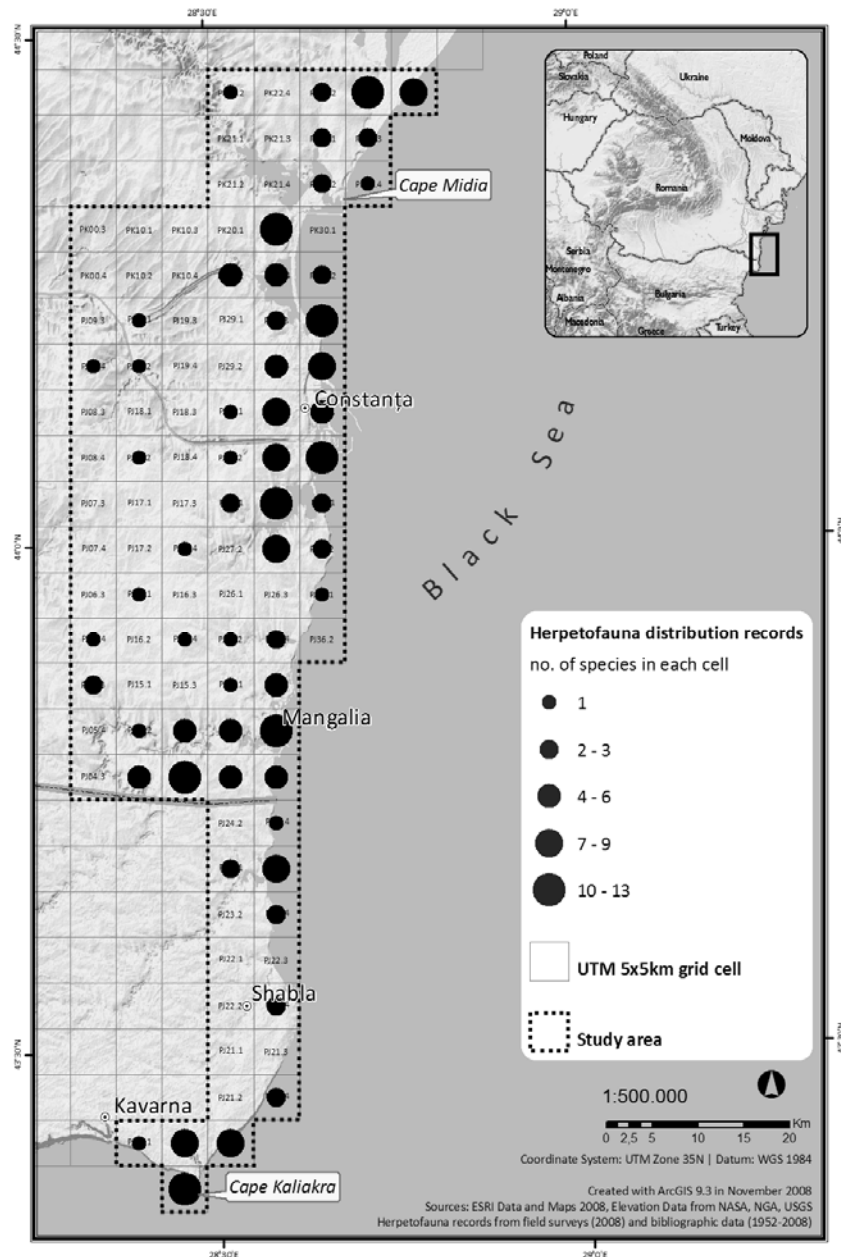 28°30'E
29°0'E
44°30'N
44°0'N
43°30'N
Poland
Slovakia
Ukraine
Hungary
Moldova
Romania
Serbia
Montenegro
Bulgaria
Albania
Macedonia
Greece
Turkey
PK22.4
PK21.1
PK21.3
PK21.2
PK21.4
Cape Midia
PK00.3
PK10.1
PK10.3
PK20.1
PK30.1
PK00.4
PK10.2
PK10.4
PJ09.3
PJ19.3
PJ29.1
PJ19.4
PJ29.2
Constanța
PJ08.3
PJ18.1
PJ18.3
PJ08.4
PJ18.4
PJ07.3
PJ17.1
PJ17.3
PJ07.4
PJ17.2
PJ27.2
PJ06.3
PJ16.3
PJ26.1
PJ26.3
PJ16.2
PJ36.2
PJ15.1
PJ15.3
Mangalia
PJ05.4
PJ04.3
PJ24.2
PJ23.2
PJ22.1
PJ22.3
Shabla
PJ22.2
PJ21.1
PJ21.3
PJ21.2
Kavarna
Cape Kaliakra
Black Sea
Herpetofauna distribution records
no. of species in each cell
1
2 - 3
4 - 6
7 - 9
10 - 13
UTM 5x5km grid cell
Study area
1:500.000
Km
0 2,5 5 10 15 20
Coordinate System: UTM Zone 35N | Datum: WGS 1984
Created with ArcGIS 9.3 in November 2008
Sources: ESRI Data and Maps 2008, Elevation Data from NASA, NGA, USGS
Herpetofauna records from field surveys (2008) and bibliographic data (1952-2008)
28°30'E
29°0'E